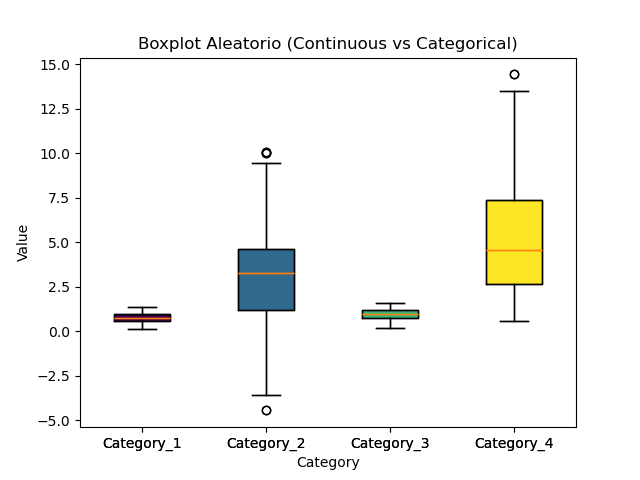 Boxplot Aleatorio (Continuous vs Categorical)
15.0
12.5
10.0
7.5
5.0
2.5
0.0
−2.5
−5.0
Value
Category_1 Category_2 Category_3 Category_4
Category